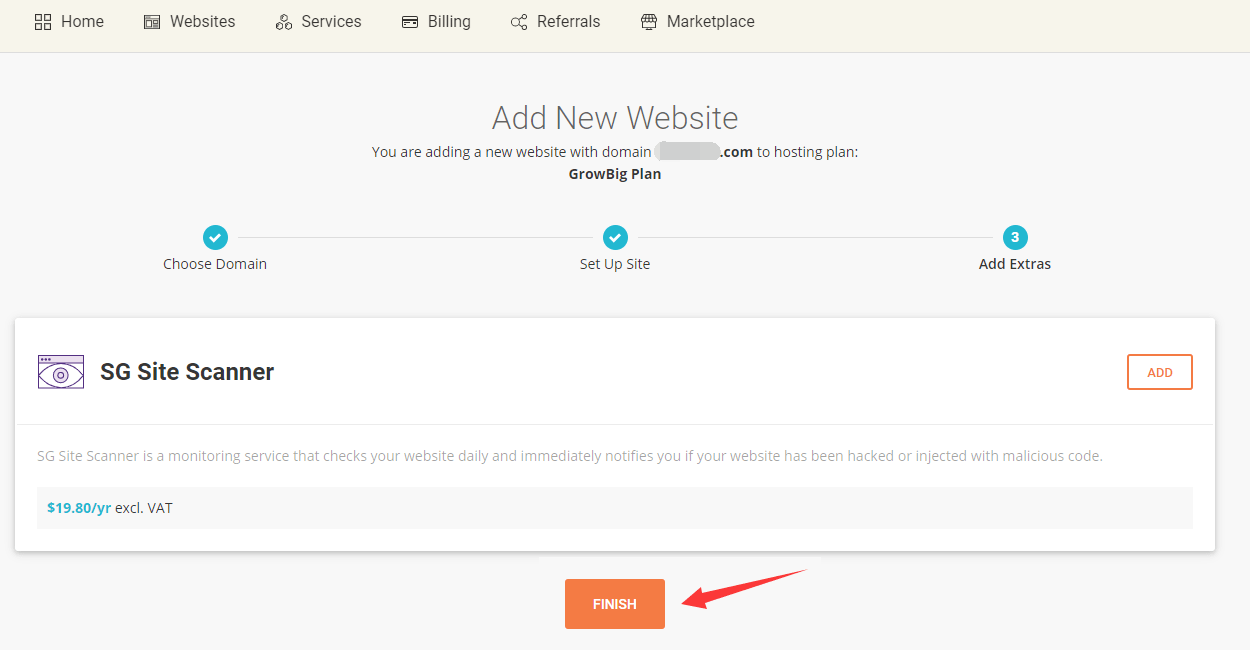 Home Websites Services Billing Referrals Marketplace
Add New Website
You are adding a new website with domain .com to hosting plan:
GrowBig Plan
3
Choose Domain Set Up Site Add Extras
SG Site Scanner ADD
SG Site Scanner is a monitoring service that checks your website daily and immediately notifies you if your website has been hacked or injected with malicious code.
$19.80/yr excl. VAT
FINISH